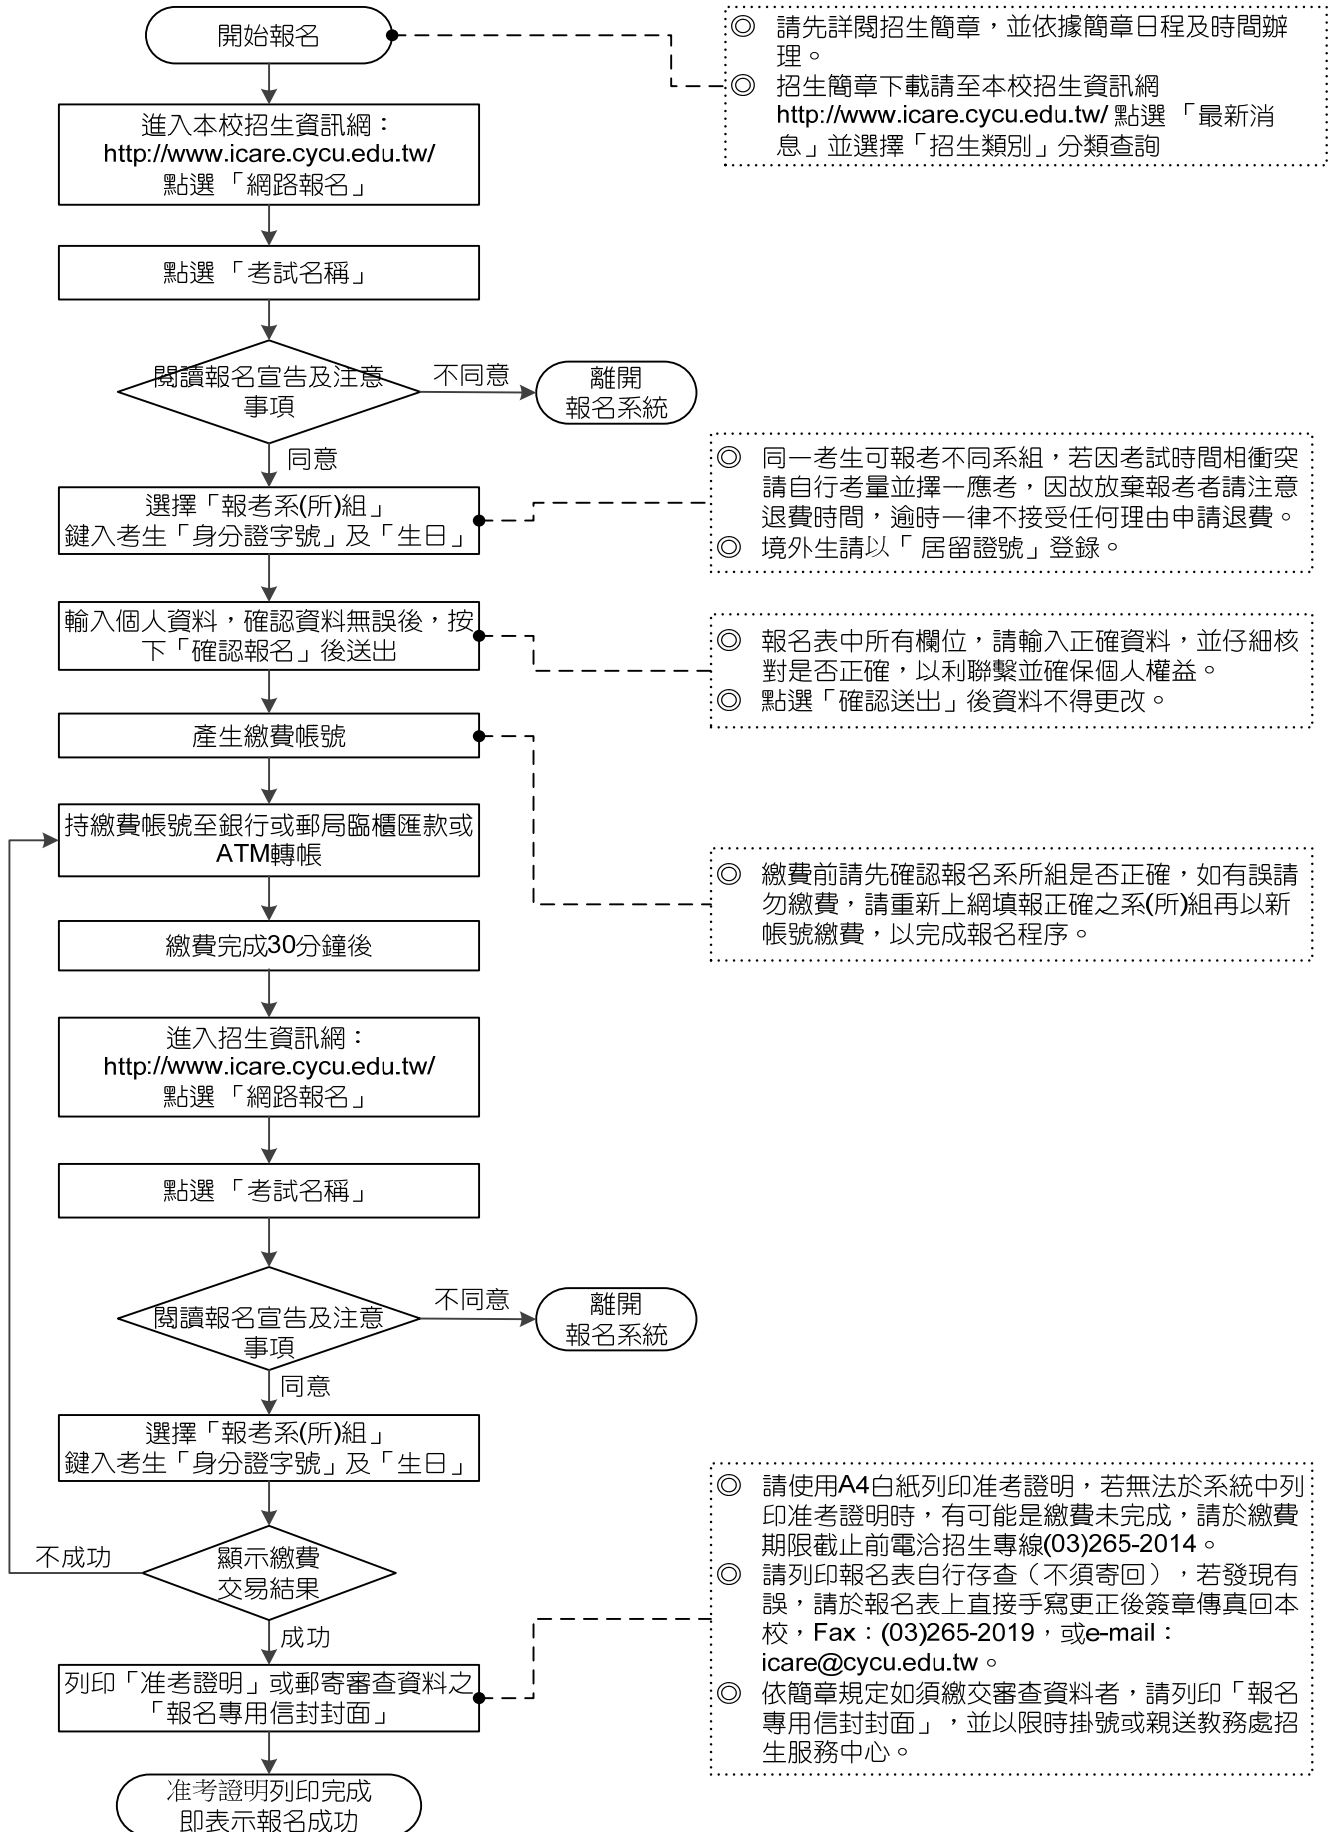 開始報名
◎ 請先詳閱招生簡章，並依據簡章日程及時間辦
理。
◎ 招生簡章下載請至本校招生資訊網
http://www.icare.cycu.edu.tw/ 點選 「最新消
息」並選擇「招生類別」分類查詢
進入本校招生資訊網：
http://www.icare.cycu.edu.tw/
點選 「網路報名」
點選 「考試名稱」
閱讀報名宣告及注意
事項
不同意
離開
報名系統
同意
選擇「報考系(所)組」
鍵入考生「身分證字號」及「生日」
◎ 同一考生可報考不同系組，若因考試時間相衝突
請自行考量並擇一應考，因故放棄報考者請注意
退費時間，逾時一律不接受任何理由申請退費。
◎ 境外生請以「 居留證號」登錄。
輸入個人資料，確認資料無誤後，按
下「確認報名」後送出
◎ 報名表中所有欄位，請輸入正確資料，並仔細核
對是否正確，以利聯繫並確保個人權益。
◎ 點選「確認送出」後資料不得更改。
產生繳費帳號
持繳費帳號至銀行或郵局臨櫃匯款或
ATM轉帳
◎ 繳費前請先確認報名系所組是否正確，如有誤請
勿繳費，請重新上網填報正確之系(所)組再以新
帳號繳費，以完成報名程序。
繳費完成30分鐘後
進入招生資訊網：
http://www.icare.cycu.edu.tw/
點選 「網路報名」
點選 「考試名稱」
閱讀報名宣告及注意
事項
不同意
離開
報名系統
同意
選擇「報考系(所)組」
鍵入考生「身分證字號」及「生日」
顯示繳費
交易結果
不成功
成功
列印「准考證明」或郵寄審查資料之
「報名專用信封封面」
◎ 請使用A4白紙列印准考證明，若無法於系統中列
印准考證明時，有可能是繳費未完成，請於繳費
期限截止前電洽招生專線(03)265-2014。
◎ 請列印報名表自行存查（不須寄回），若發現有
誤，請於報名表上直接手寫更正後簽章傳真回本
校，Fax：(03)265-2019，或e-mail：
icare@cycu.edu.tw。
◎ 依簡章規定如須繳交審查資料者，請列印「報名
專用信封封面」，並以限時掛號或親送教務處招
生服務中心。
准考證明列印完成
即表示報名成功